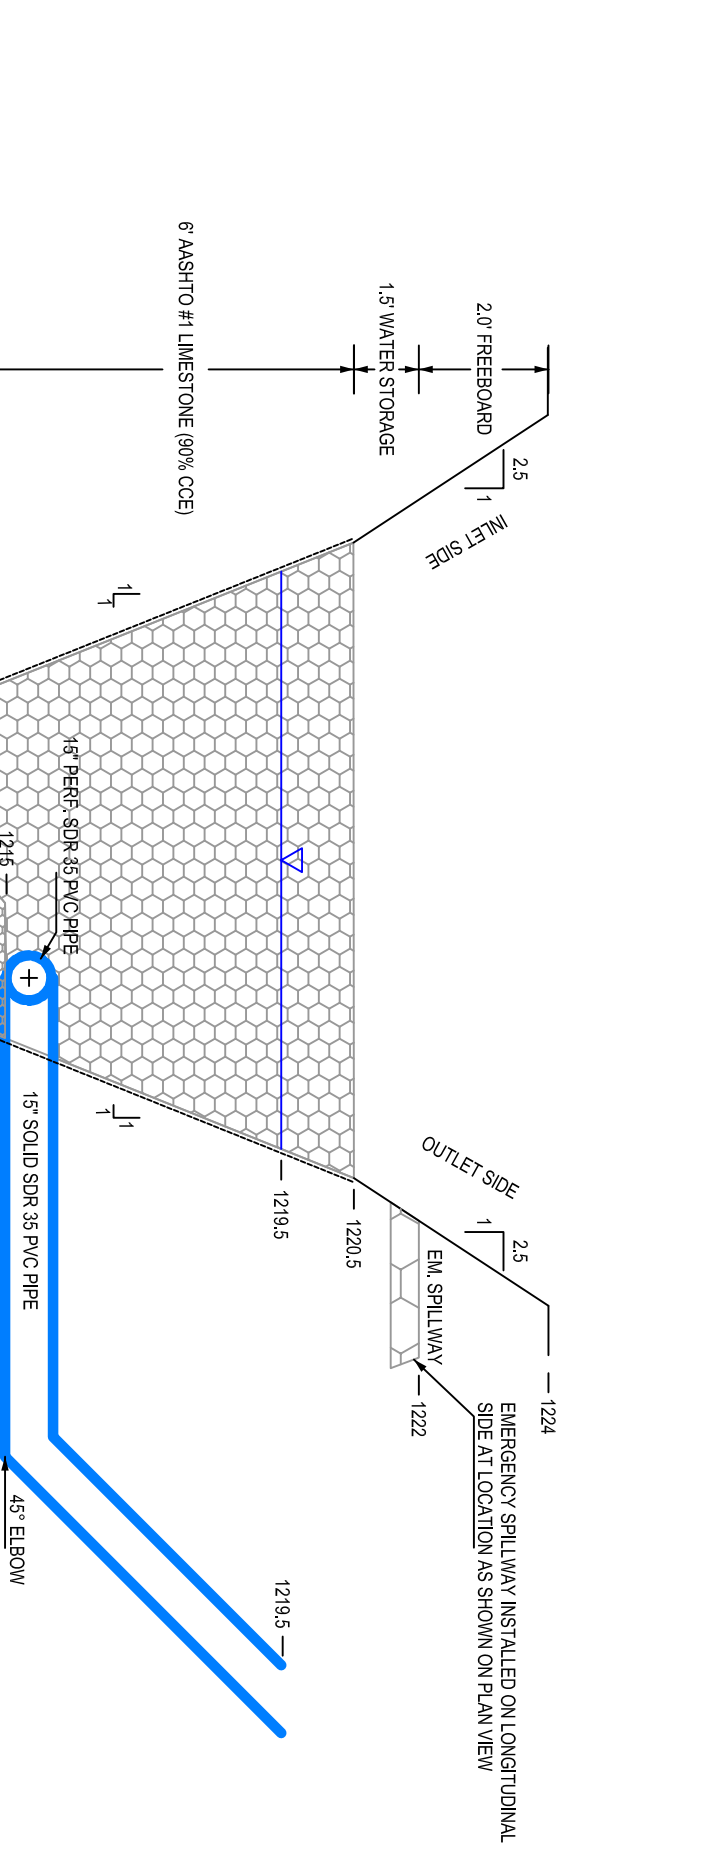 2.0' FREEBOARD
1.5' WATER STORAGE
6' AASHTO #1 LIMESTONE (90% CCE)
2.5
1
INLET SIDE
1
1
15" PERF. SDR 35 PVC PIPE
1215
15" SOLID SDR 35 PVC PIPE
1
1
1219.5
1220.5
OUTLET SIDE
1
2.5
EM. SPILLWAY
1222
1224
EMERGENCY SPILLWAY INSTALLED ON LONGITUDINAL
SIDE AT LOCATION AS SHOWN ON PLAN VIEW
45° ELBOW
1219.5